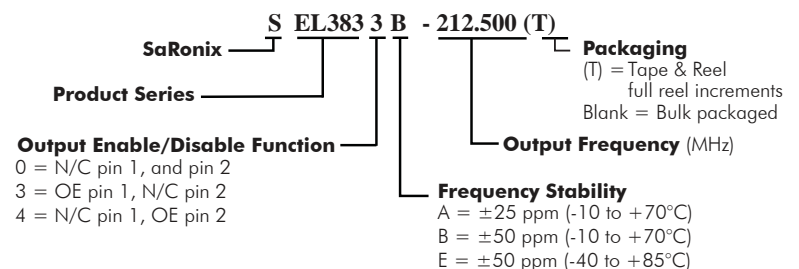 S EL383 3 B - 212.500 (T)
SaRonix
Packaging
(T) = Tape & Reel
full reel increments
Blank = Bulk packaged
Product Series
Output Enable/Disable Function
0 = N/C pin 1, and pin 2
3 = OE pin 1, N/C pin 2
4 = N/C pin 1, OE pin 2
Output Frequency (MHz)
Frequency Stability
A = ±25 ppm (-10 to +70°C)
B = ±50 ppm (-10 to +70°C)
E = ±50 ppm (-40 to +85°C)